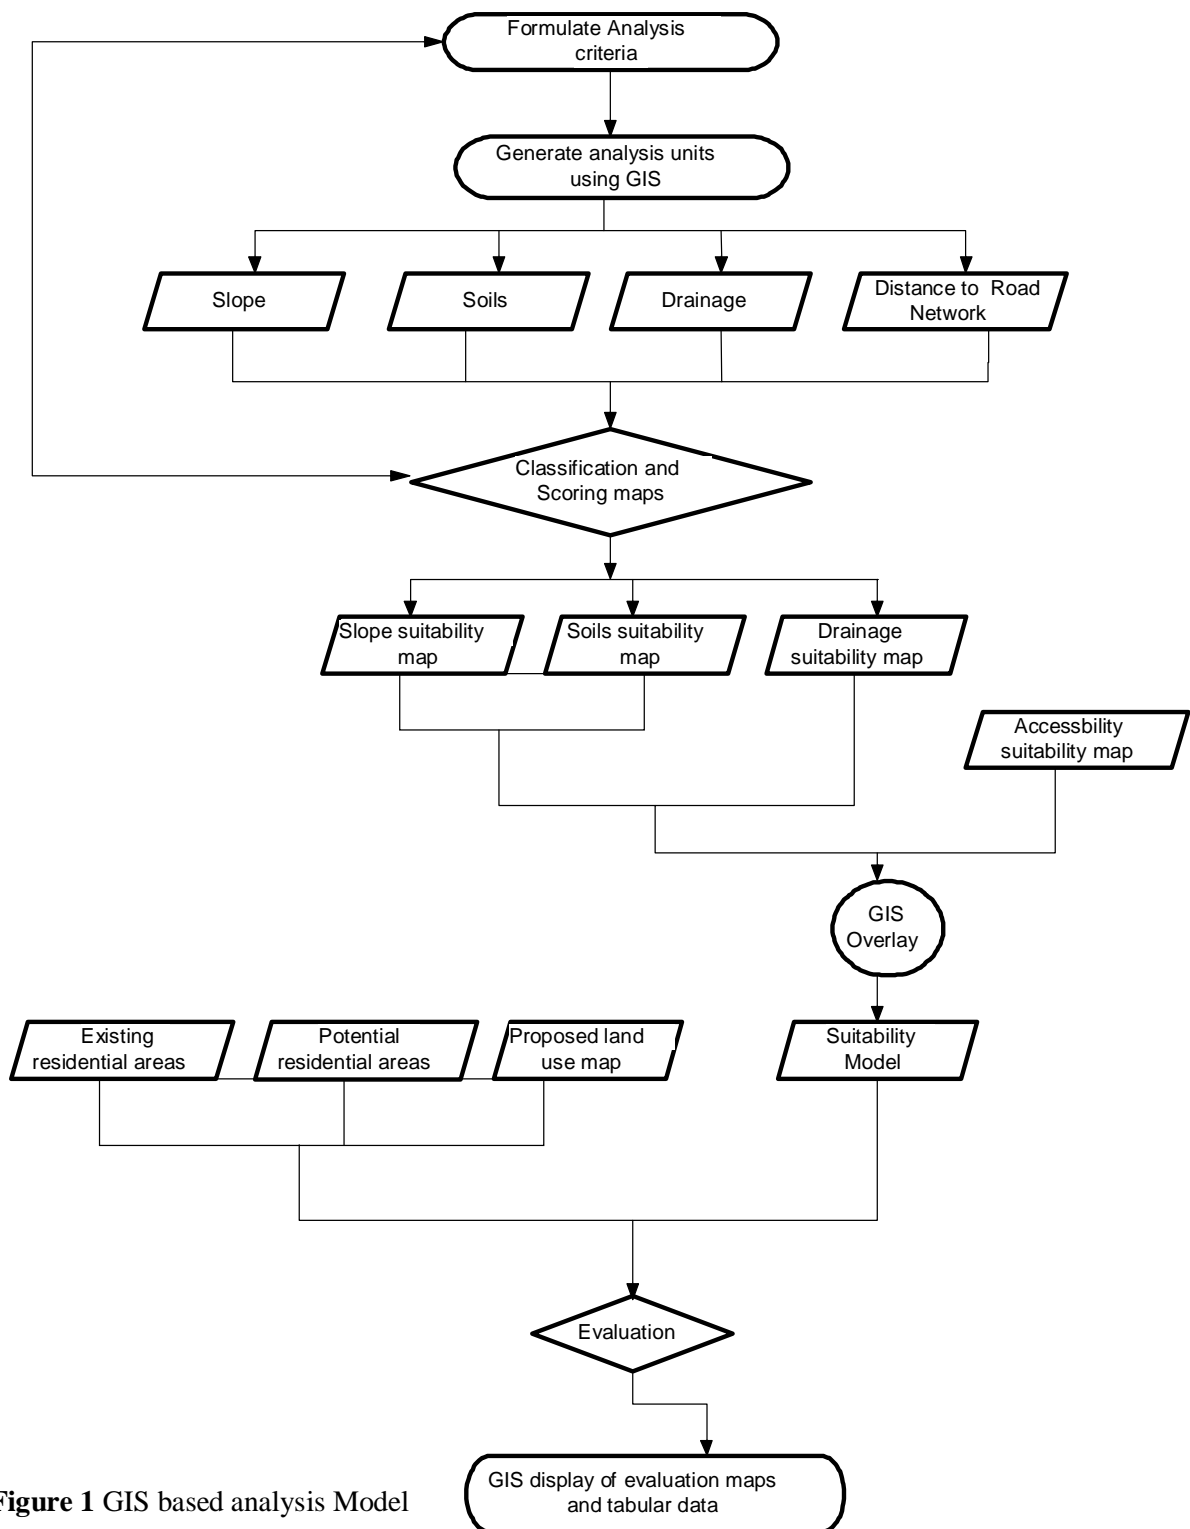 Formulate Analysis
criteria
Generate analysis units
using GIS
Slope
Soils
Drainage
Distance to Road
Network
Classification and
Scoring maps
Slope suitability
map
Soils suitability
map
Drainage
suitability map
Accessbility
suitability map
GIS
Overlay
Existing
residential areas
Potential
residential areas
Proposed land
use map
Suitability
Model
Evaluation
GIS display of evaluation maps
and tabular data
Figure 1 GIS based analysis Model